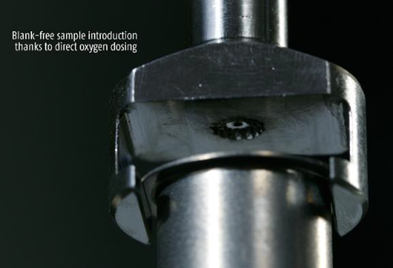 Blank-free sample introduction
thanks to direct oxygen dosing